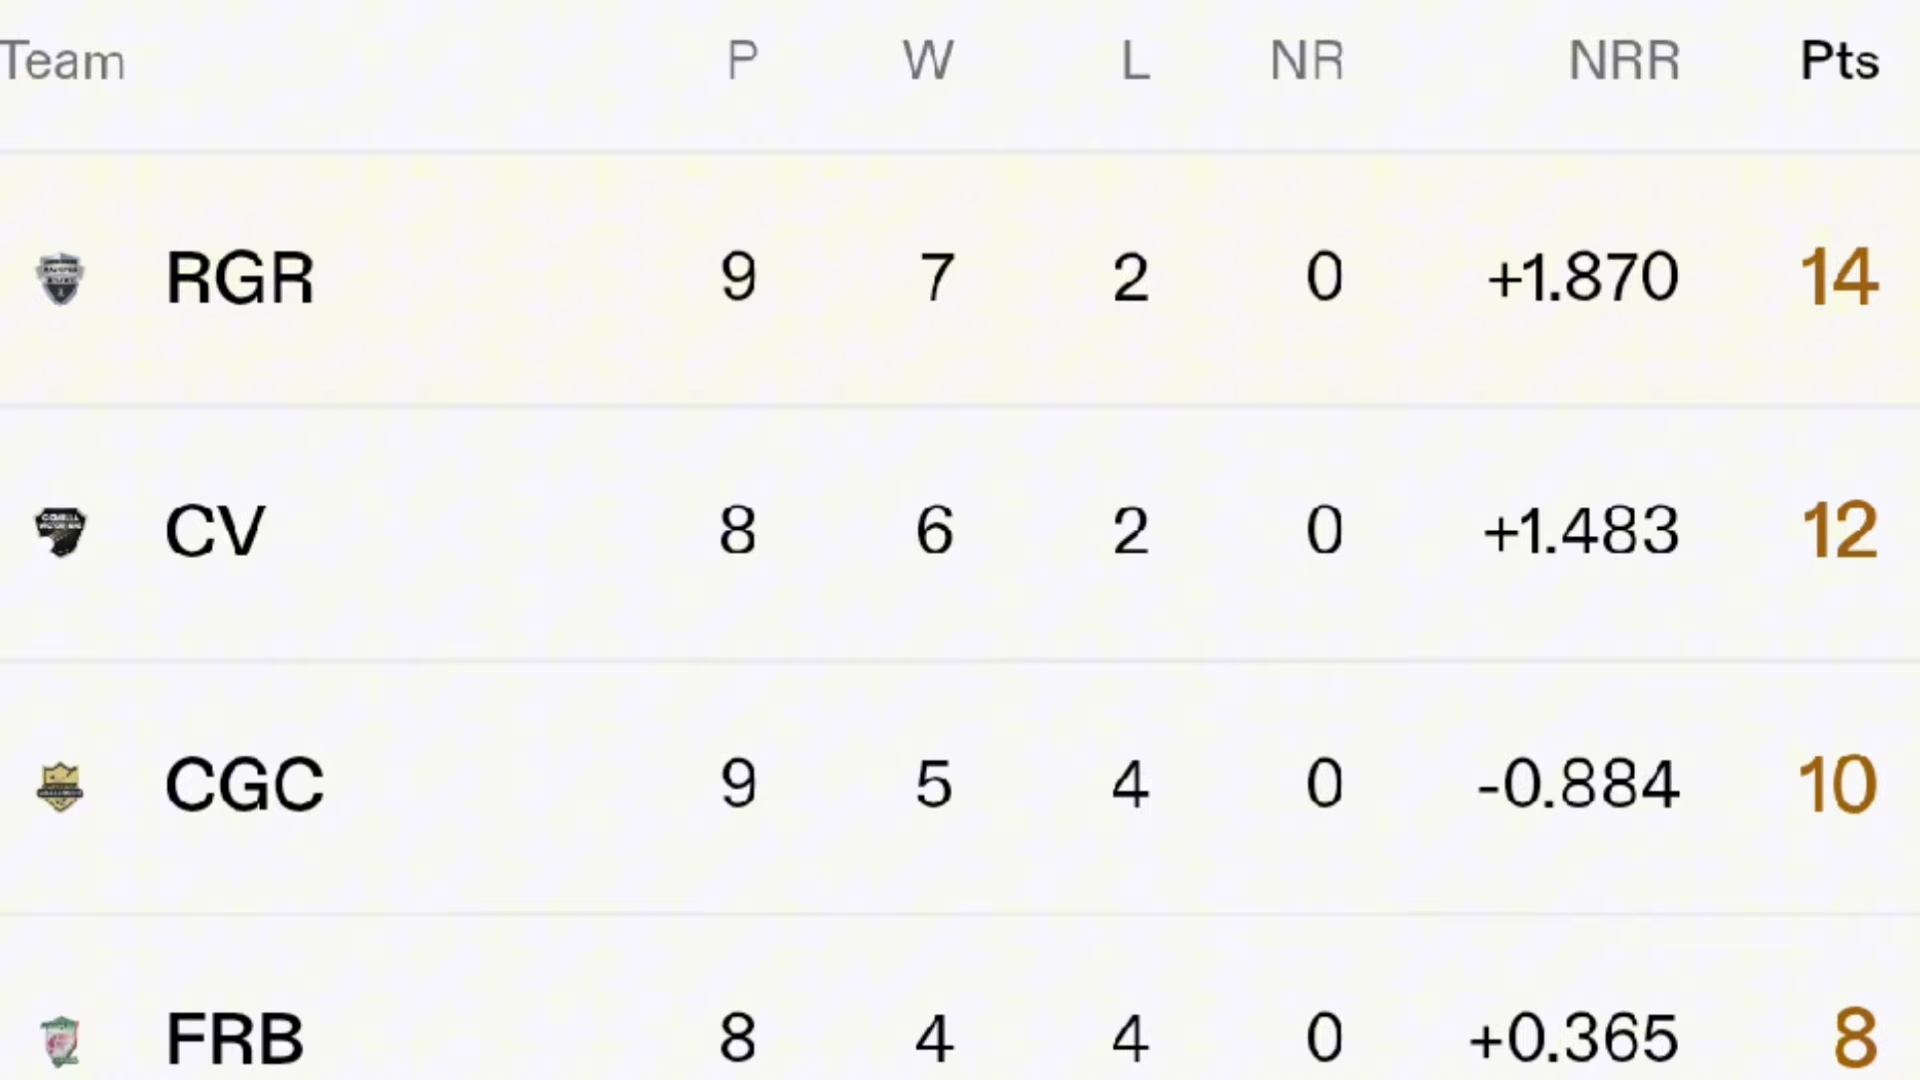 Team P W L NR NRR Pts
RGR 9 7 2 0 +1.870 14
CV 8 6 2 0 +1.483 12
CGC 9 5 4 0 -0.884 10
FRB 8 4 4 0 +0.365 8